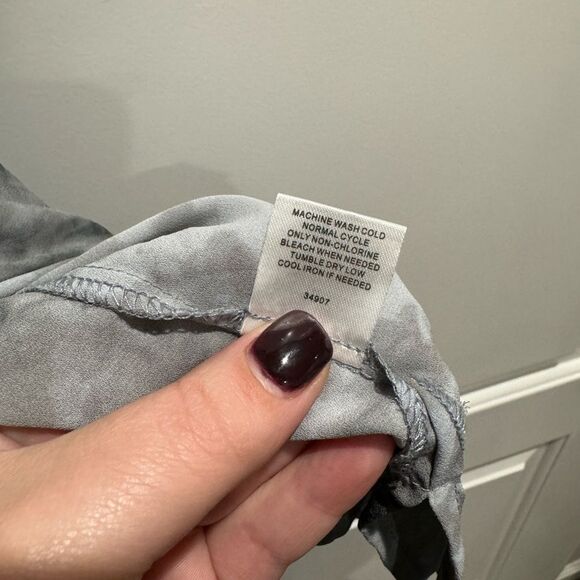 MACHINE WASH COLD
NORMAL CYCLE
ONLY NON-CHLORINE
BLEACH WHEN NEEDED
TUMBLE DRY LOW
COOL IRON IF NEEDED
34907